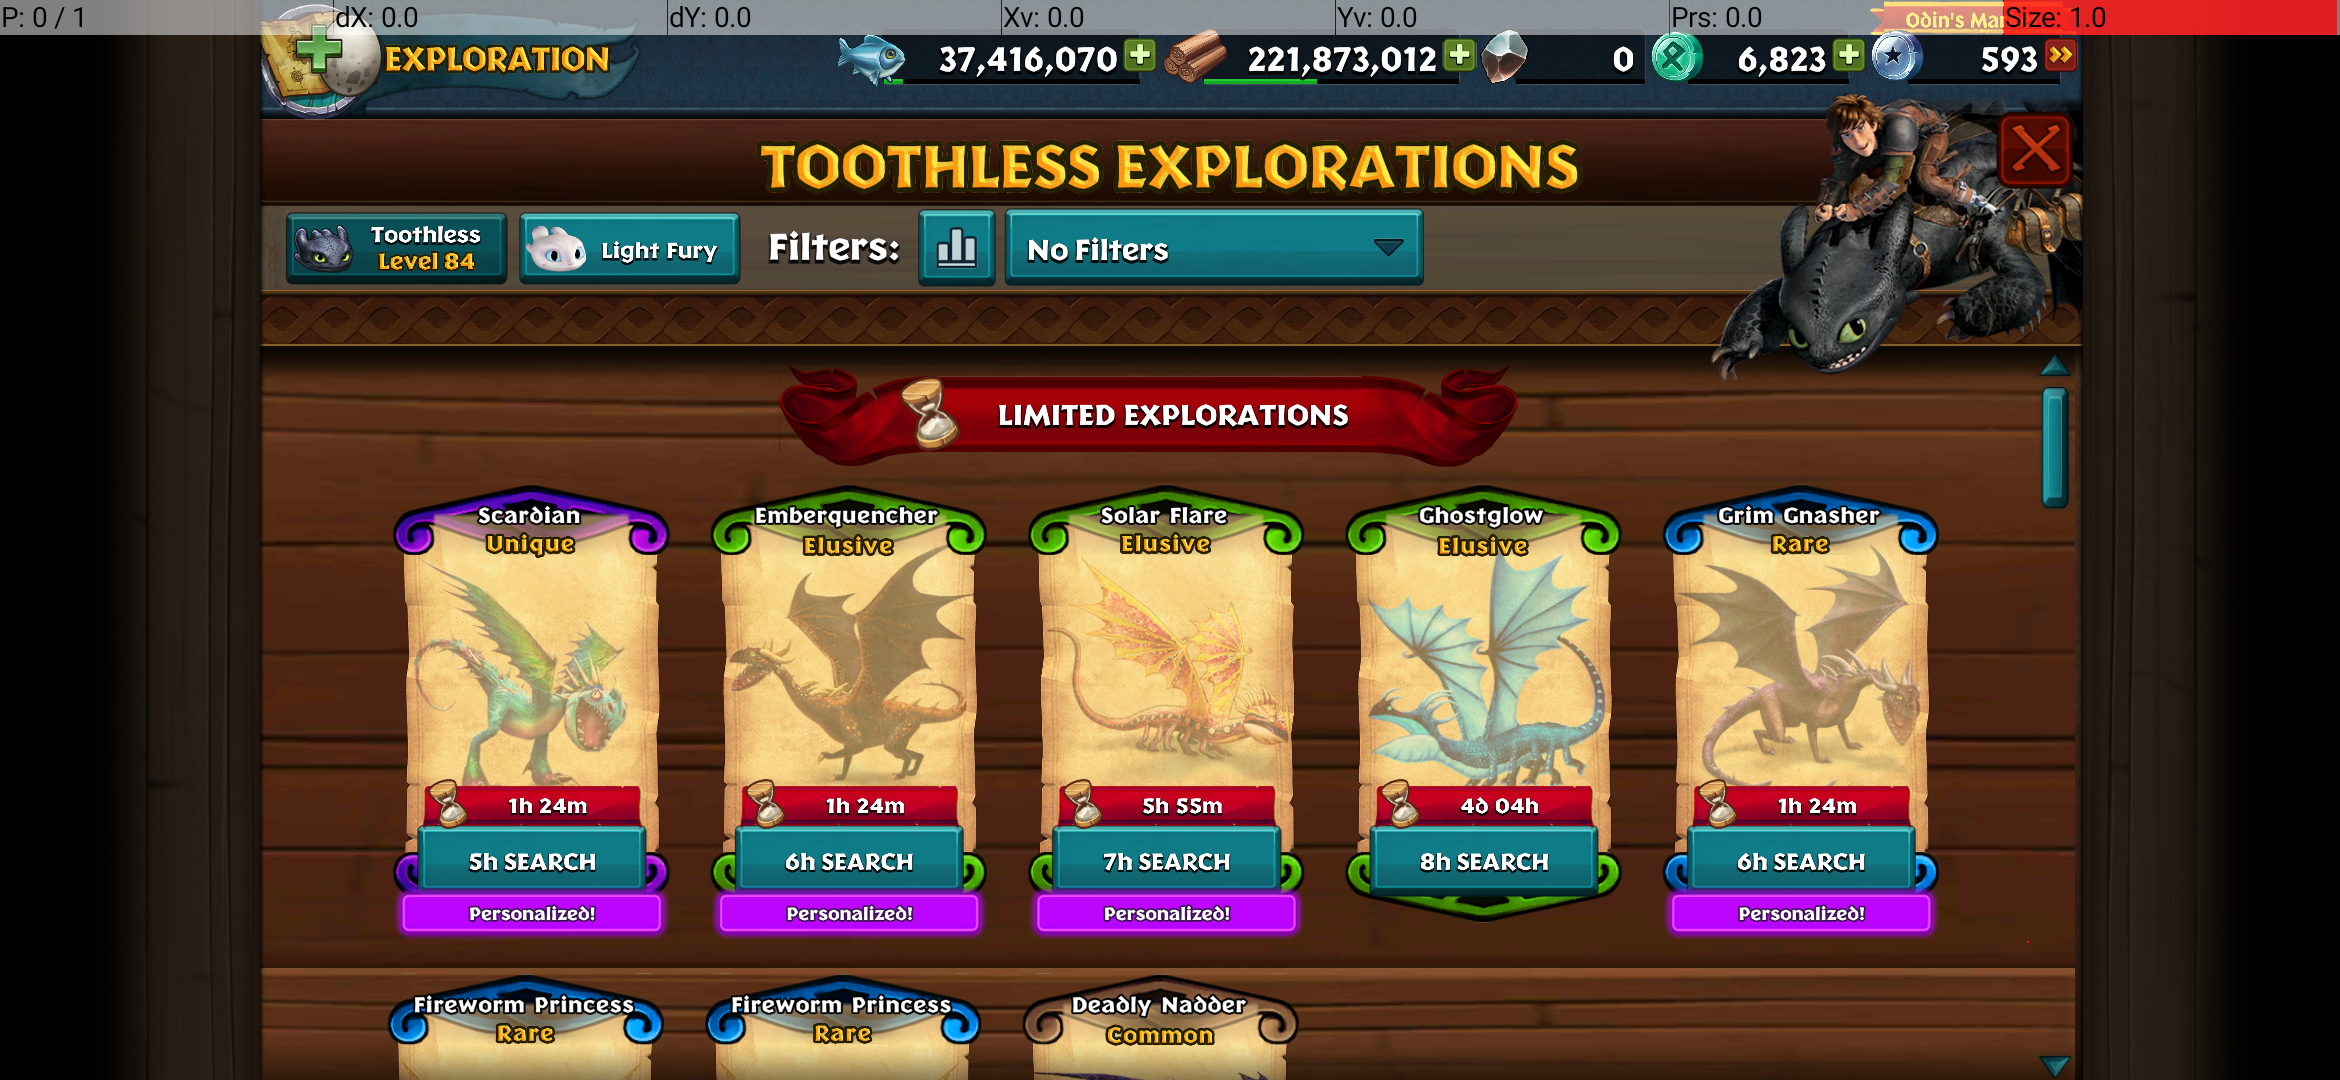 P: 0 / 1
dX: 0.0
dY: 0.0
Xv: 0.0
Yv: 0.0
Prs: 0.0
Odin's Mar
Size: 1.0
EXPLORATION
37,416,070
221,873,012
0
6,823
593
TOOTHLESS EXPLORATIONS
Toothless
Level 84
Light Fury
Filters:
No Filters
LIMITED EXPLORATIONS
Scardian
Unique
1h 24m
5h SEARCH
Personalized!
Emberquencher
Elusive
1h 24m
6h SEARCH
Personalized!
Solar Flare
Elusive
5h 55m
7h SEARCH
Personalized!
Ghostglow
Elusive
4d 04h
8h SEARCH
Grim Gnasher
Rare
1h 24m
6h SEARCH
Personalized!
Fireworm Princess
Rare
Fireworm Princess
Rare
Deadly Nadder
Common